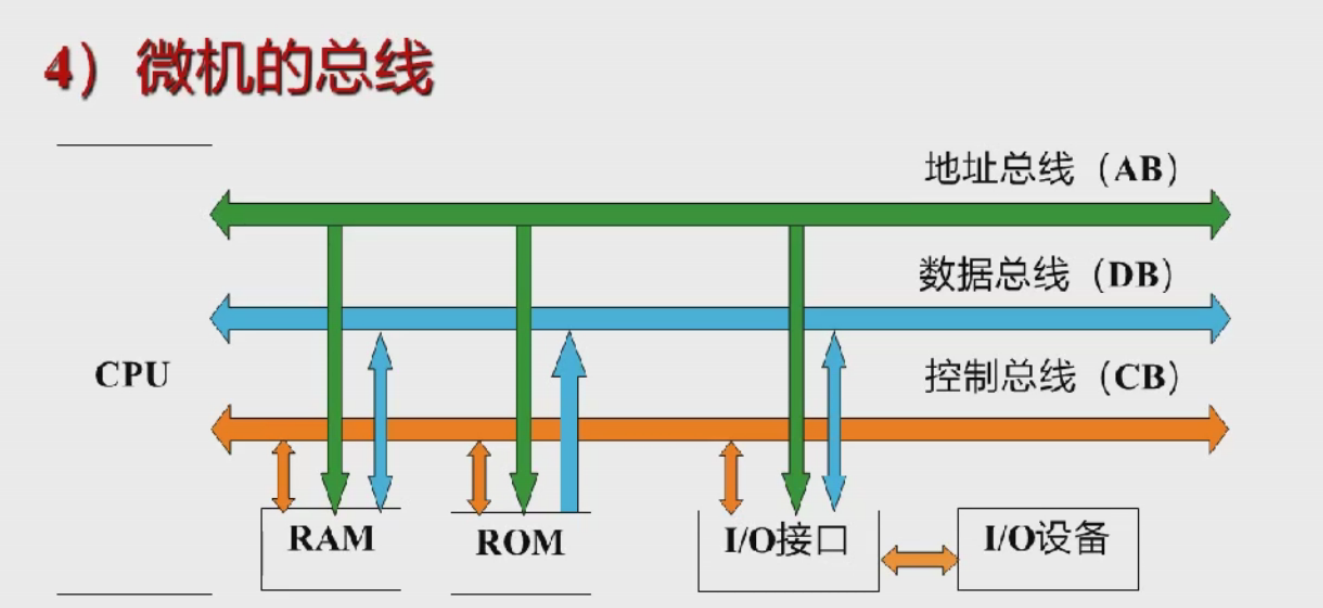 4）微机的总线
地址总线（AB）
数据总线（DB）
CPU
控制总线（CB）
RAM
ROM
I/O接口
I/O设备